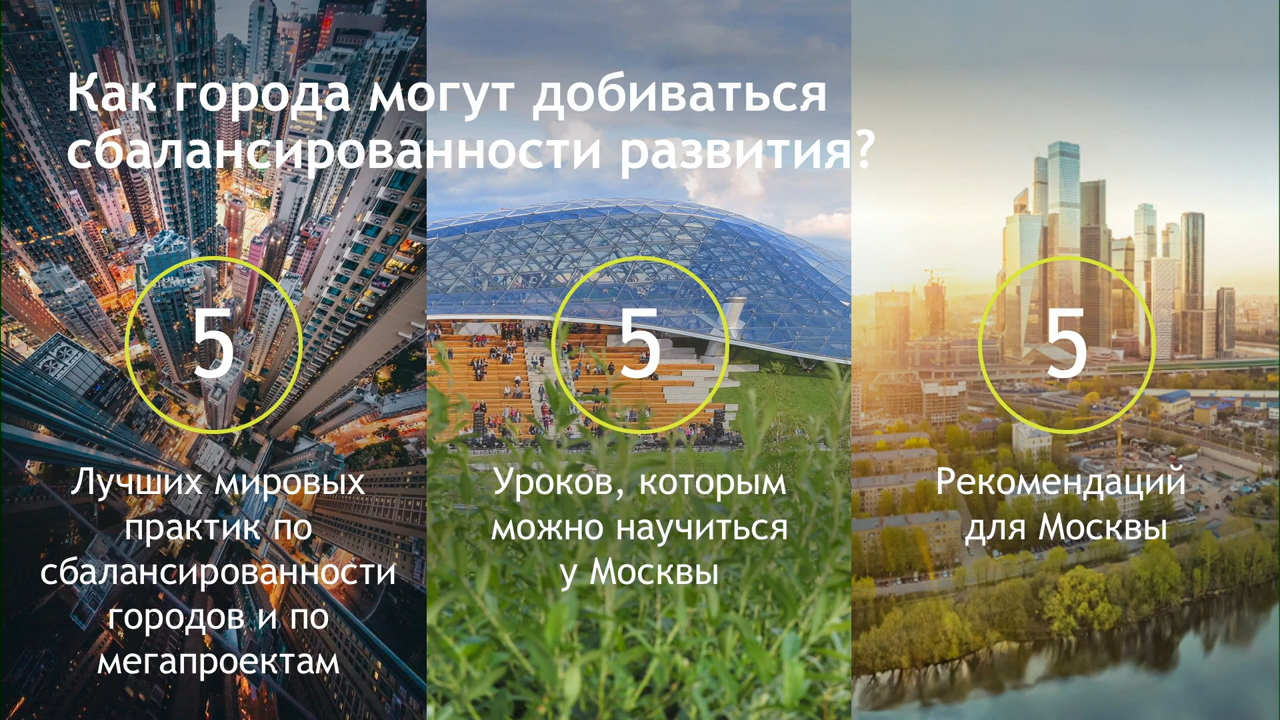 Как города могут добиваться
сбалансированности развития?
5
Лучших мировых
практик по
сбалансированности
городов и по
мегапроектам
5
Уроков, которым
можно научиться
у Москвы
5
Рекомендаций
для Москвы